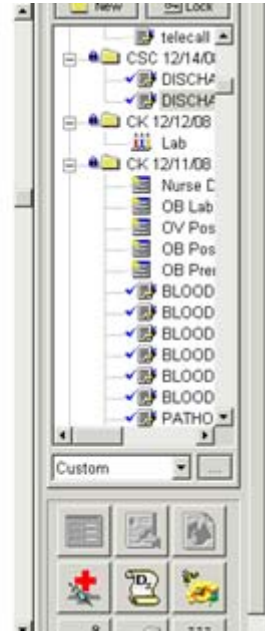 New Lock
telecall
CSC 12/14/0
DISCHA
DISCHA
CK 12/12/08
Lab
CK 12/11/08
Nurse D
OB Lab
OV Pos
OB Pos
OB Prei
BLOOD
BLOOD
BLOOD
BLOOD
BLOOD
BLOOD
PATHO
Custom
...